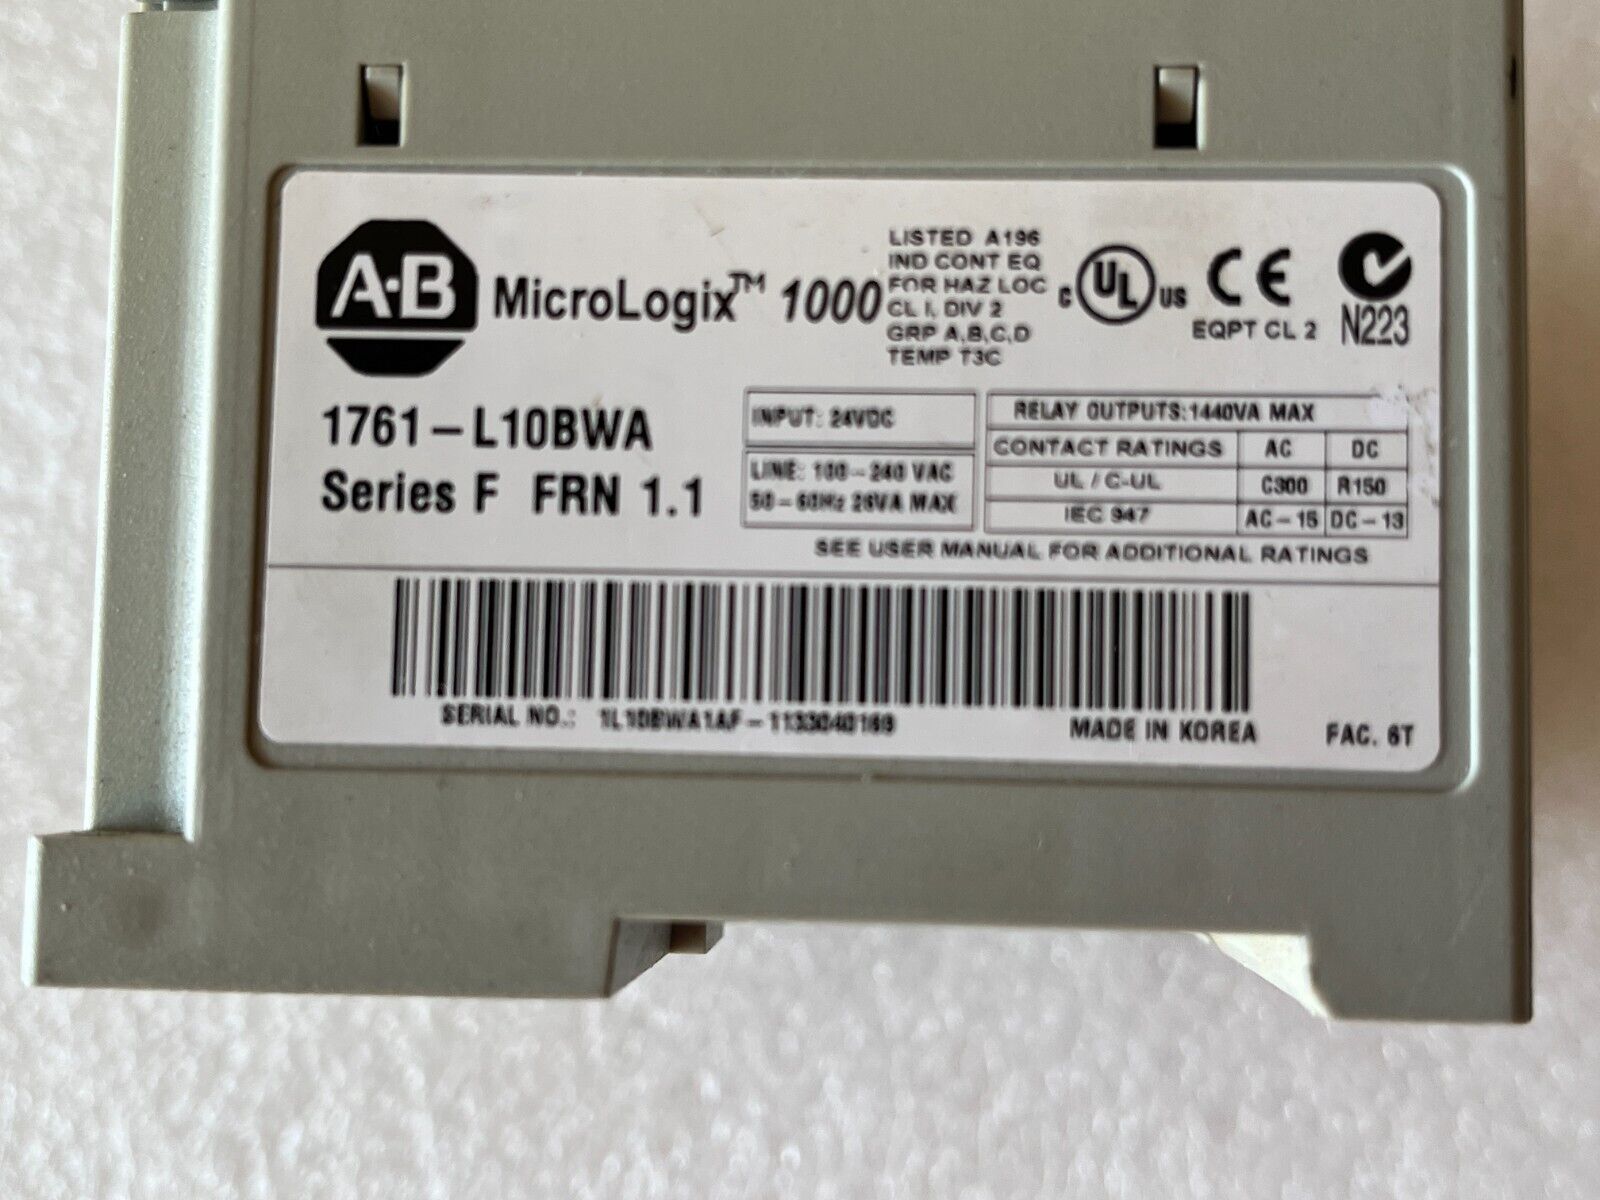 A·B
MicroLogix™ 1000
LISTED A196
IND CONT EQ
FOR HAZ LOC
CL I, DIV 2
GRP A,B,C,D
TEMP T3C
C UL US
CE
EQPT CL 2
N223
1761-L10BWA
Series F FRN 1.1
INPUT: 24VDC
LINE: 100-240 VAC
50-60Hz 26VA MAX
RELAY OUTPUTS:1440VA MAX
CONTACT RATINGS AC DC
UL / C-UL C300 R150
IEC 947 AC-15 DC-13
SEE USER MANUAL FOR ADDITIONAL RATINGS
SERIAL NO.: 1L10BWA1AF-1133040169
MADE IN KOREA
FAC. 6T